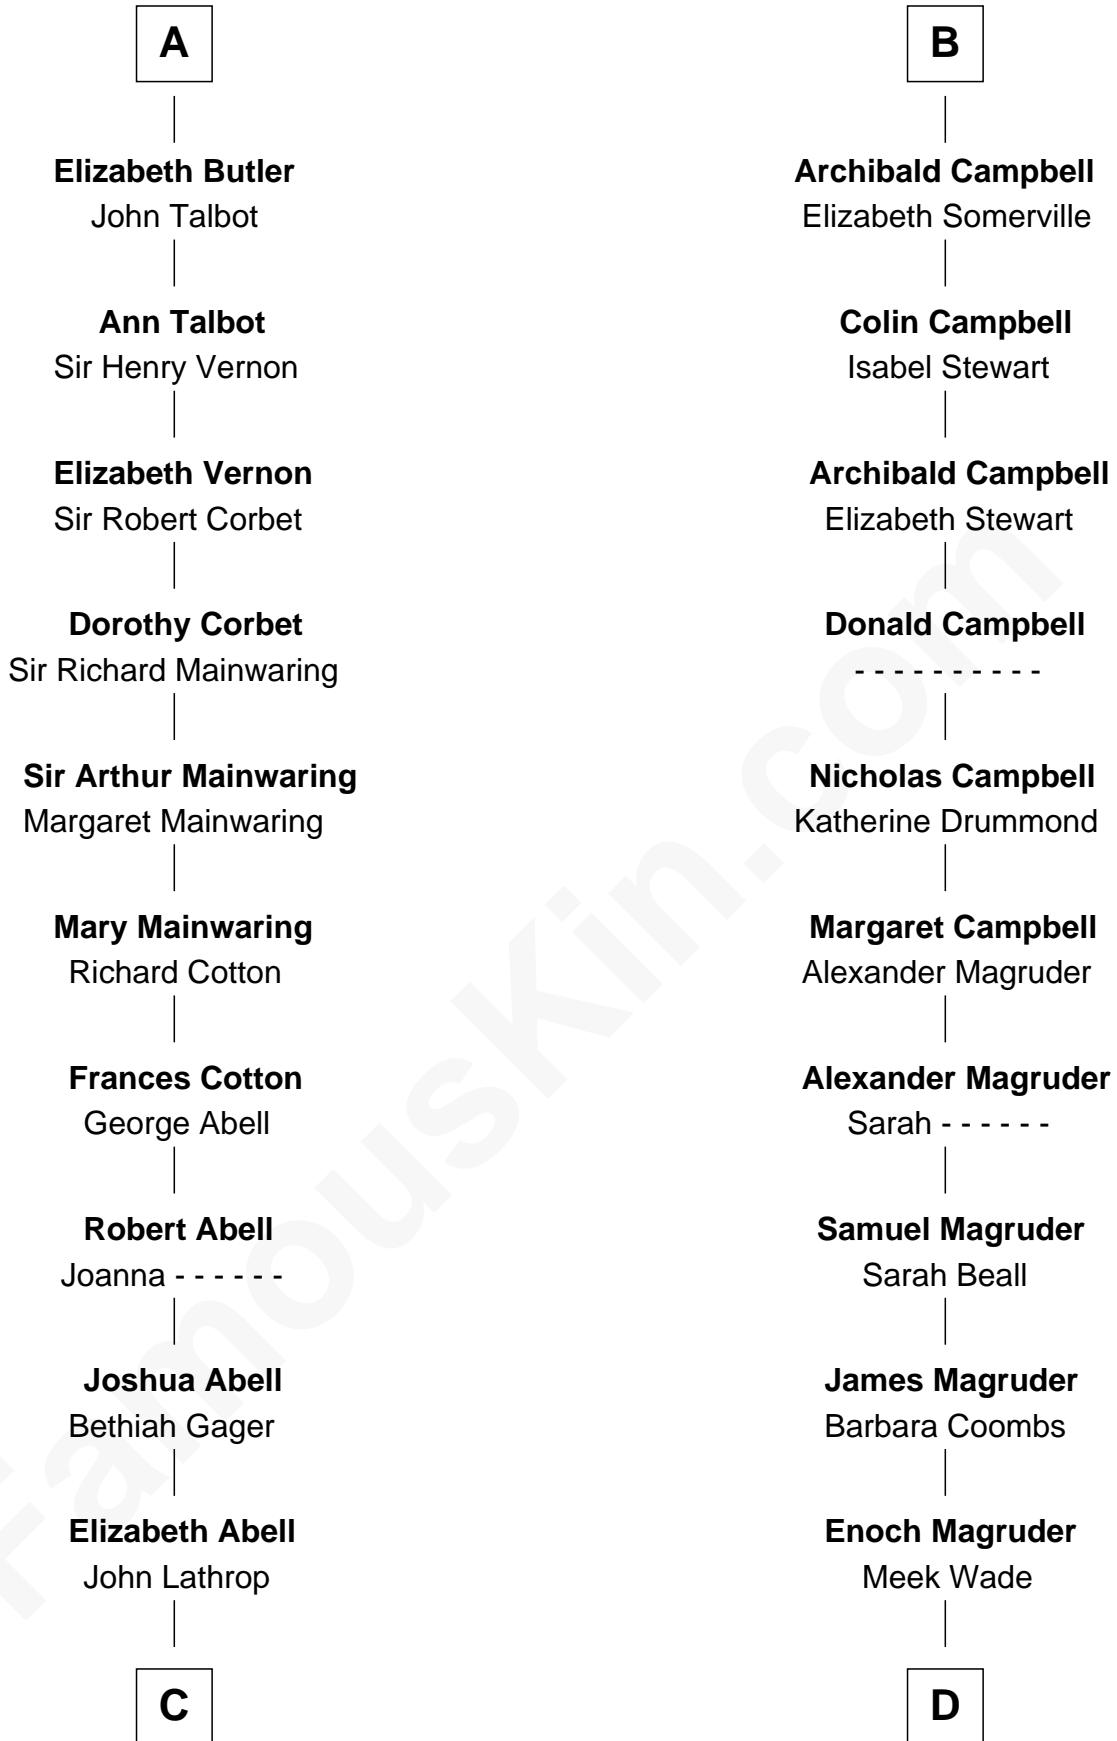 A
Elizabeth Butler
John Talbot
Ann Talbot
Sir Henry Vernon
Elizabeth Vernon
Sir Robert Corbet
Dorothy Corbet
Sir Richard Mainwaring
Sir Arthur Mainwaring
Margaret Mainwaring
Mary Mainwaring
Richard Cotton
Frances Cotton
George Abell
Robert Abell
Joanna - - - - - -
Joshua Abell
Bethiah Gager
Elizabeth Abell
John Lathrop
C
B
Archibald Campbell
Elizabeth Somerville
Colin Campbell
Isabel Stewart
Archibald Campbell
Elizabeth Stewart
Donald Campbell
- - - - - - - - - -
Nicholas Campbell
Katherine Drummond
Margaret Campbell
Alexander Magruder
Alexander Magruder
Sarah - - - - - -
Samuel Magruder
Sarah Beall
James Magruder
Barbara Coombs
Enoch Magruder
Meek Wade
D
FamousKin.com